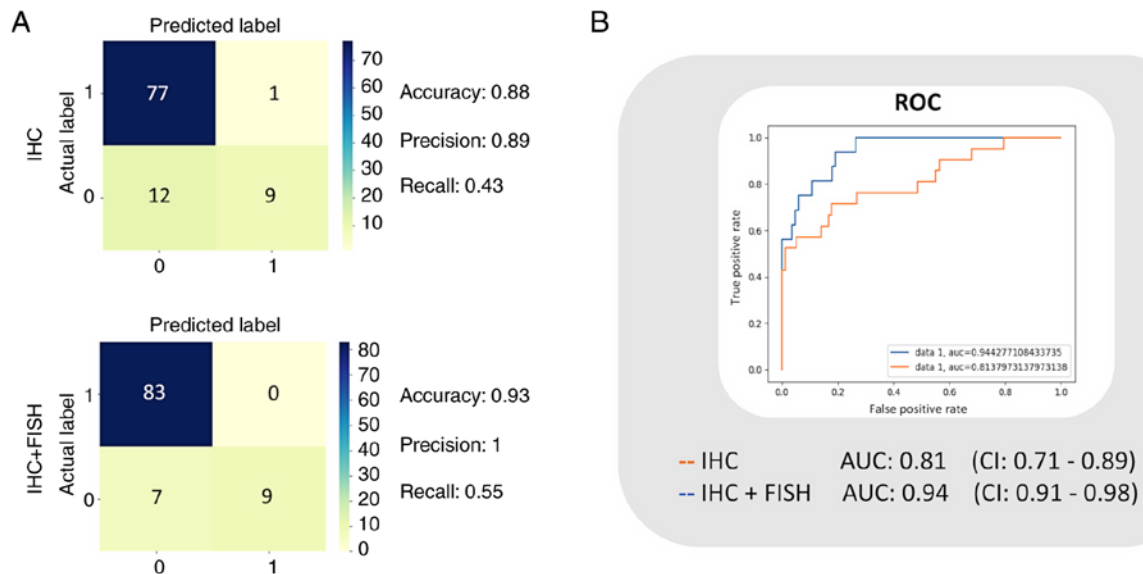 A
Predicted label
IHC
Actual label
1
0
77
1
12
9
0
1
70
60
50
40
30
20
10
Accuracy: 0.88
Precision: 0.89
Recall: 0.43
Predicted label
IHC+FISH
Actual label
1
0
83
0
7
9
0
1
80
70
60
50
40
30
20
10
0
Accuracy: 0.93
Precision: 1
Recall: 0.55
B
ROC
True positive rate
1.0
0.8
0.6
0.4
0.2
0.0
0.0
0.2
0.4
0.6
0.8
1.0
False positive rate
data 1, auc=0.944277108433735
data 1, auc=0.8137973137973138
-- IHC AUC: 0.81 (CI: 0.71 - 0.89)
-- IHC + FISH AUC: 0.94 (CI: 0.91 - 0.98)